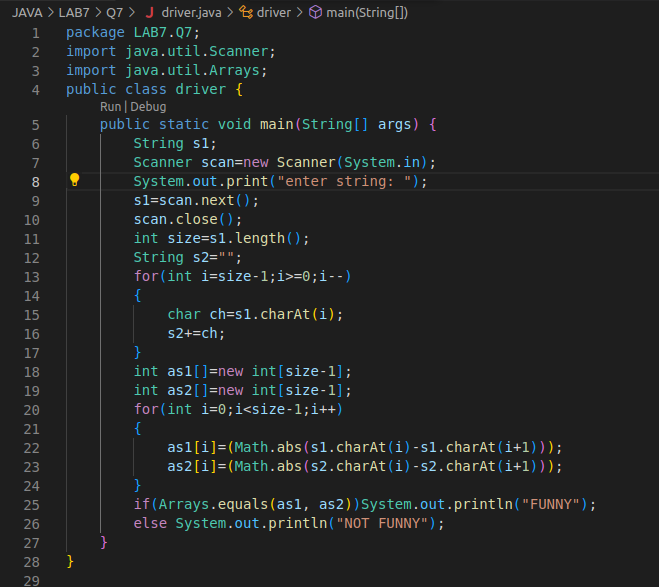 JAVA > LAB7 > Q7 > J driver.java > driver > main(String[])
1 package LAB7.Q7;
2 import java.util.Scanner;
3 import java.util.Arrays;
4 public class driver {
Run | Debug
5 public static void main(String[] args) {
6 String s1;
7 Scanner scan=new Scanner(System.in);
8 System.out.print("enter string: ");
9 s1=scan.next();
10 scan.close();
11 int size=s1.length();
12 String s2="";
13 for(int i=size-1;i>=0;i--)
14 {
15 char ch=s1.charAt(i);
16 s2+=ch;
17 }
18 int as1[]=new int[size-1];
19 int as2[]=new int[size-1];
20 for(int i=0;i<size-1;i++)
21 {
22 as1[i]=(Math.abs(s1.charAt(i)-s1.charAt(i+1)));
23 as2[i]=(Math.abs(s2.charAt(i)-s2.charAt(i+1)));
24 }
25 if(Arrays.equals(as1, as2))System.out.println("FUNNY");
26 else System.out.println("NOT FUNNY");
27 }
28 }
29